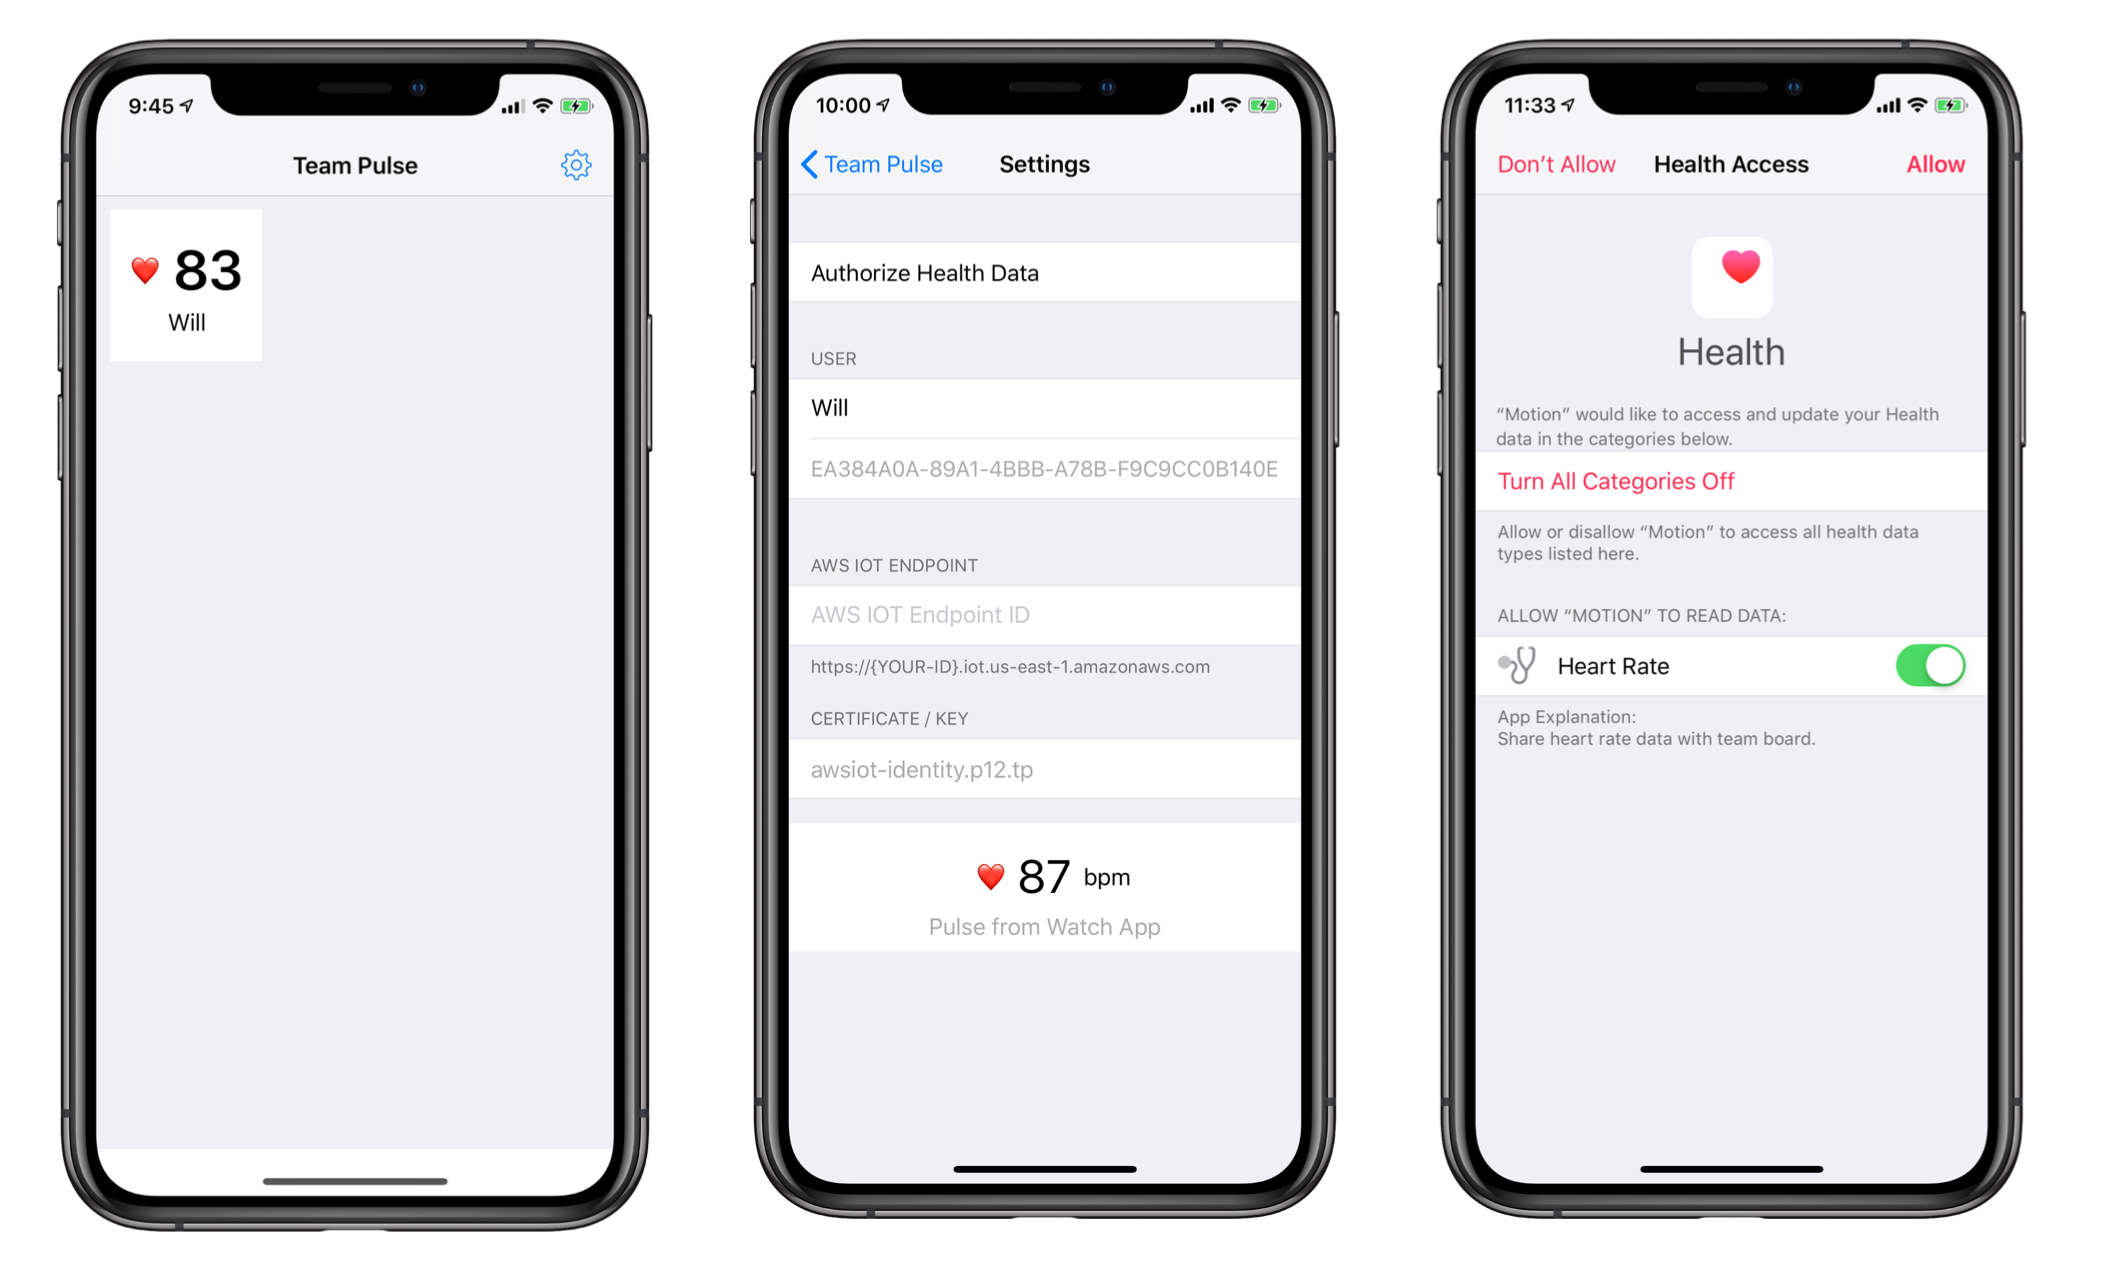 9:45
Team Pulse
❤️ 83
Will
10:00
Team Pulse
Settings
Authorize Health Data
USER
Will
EA384A0A-89A1-4BBB-A78B-F9C9CC0B140E
AWS IOT ENDPOINT
AWS IOT Endpoint ID
https://{YOUR-ID}.iot.us-east-1.amazonaws.com
CERTIFICATE / KEY
awsiot-identity.p12.tp
❤️ 87 bpm
Pulse from Watch App
11:33
Don’t Allow
Health Access
Allow
Health
“Motion” would like to access and update your Health
data in the categories below.
Turn All Categories Off
Allow or disallow “Motion” to access all health data
types listed here.
ALLOW “MOTION” TO READ DATA:
Heart Rate
App Explanation:
Share heart rate data with team board.